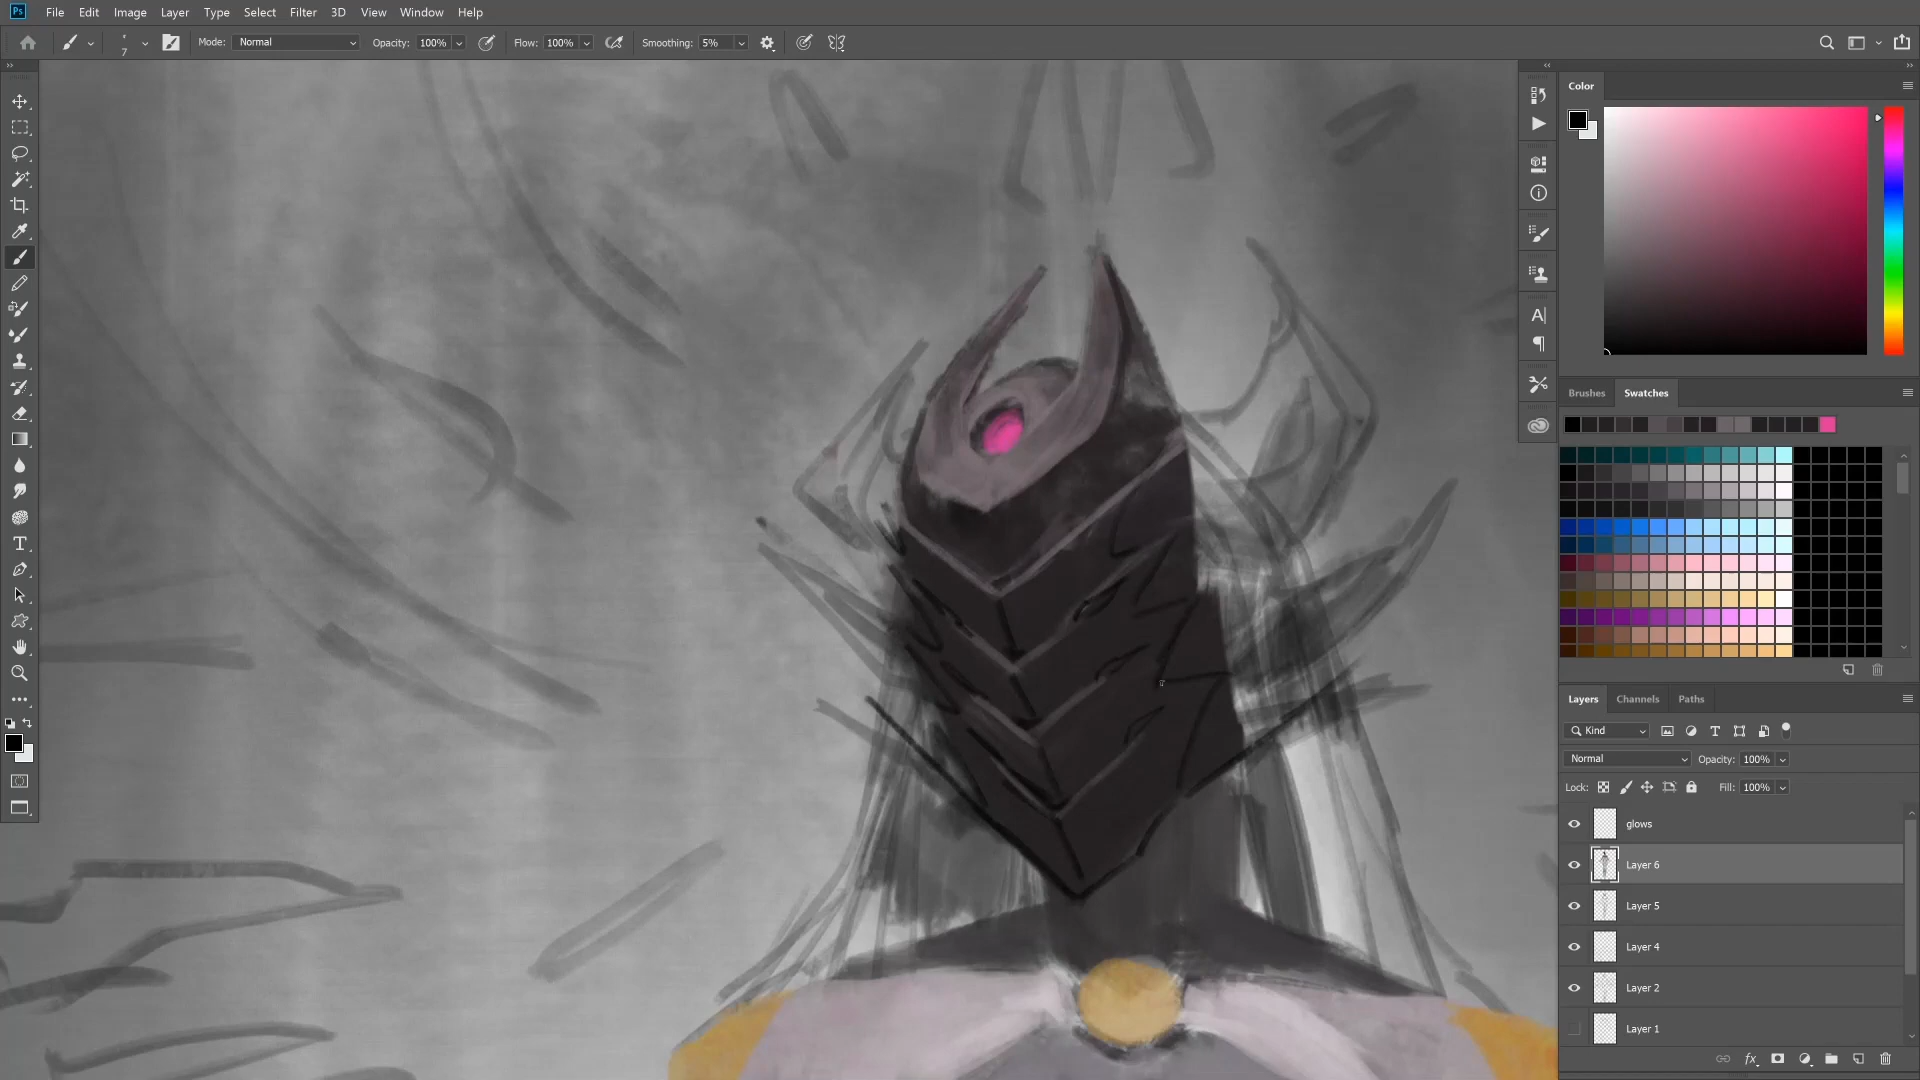 Ps File Edit Image Layer Type Select Filter 3D View Window Help
7 Mode: Normal Opacity: 100% Flow: 100% Smoothing: 5%
Color
Brushes Swatches
Layers Channels Paths
Kind
Normal Opacity: 100%
Lock: Fill: 100%
glows
Layer 6
Layer 5
Layer 4
Layer 2
Layer 1